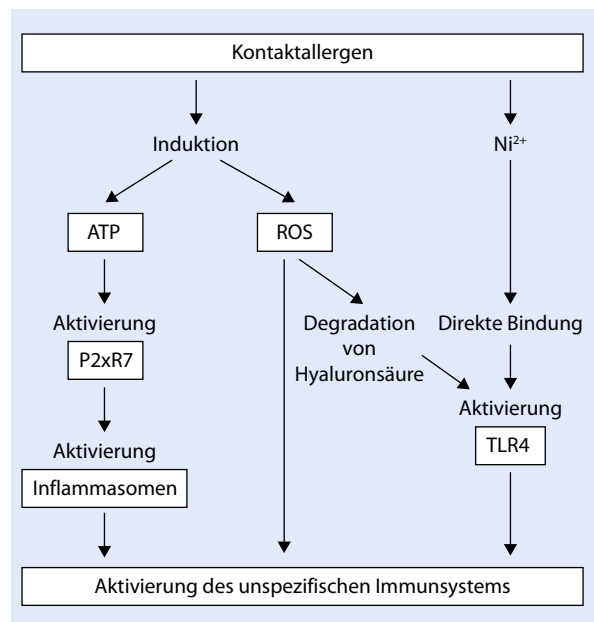 Kontaktallergen
Induktion
Ni²⁺
ATP
ROS
Aktivierung
P2xR7
Degradation
von
Hyaluronsäure
Direkte Bindung
Aktivierung
TLR4
Aktivierung
Inflammasomen
Aktivierung des unspezifischen Immunsystems